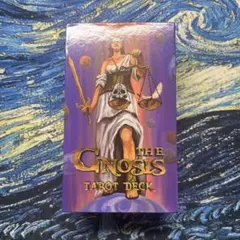 THE
GNOSIS
TAROT DECK